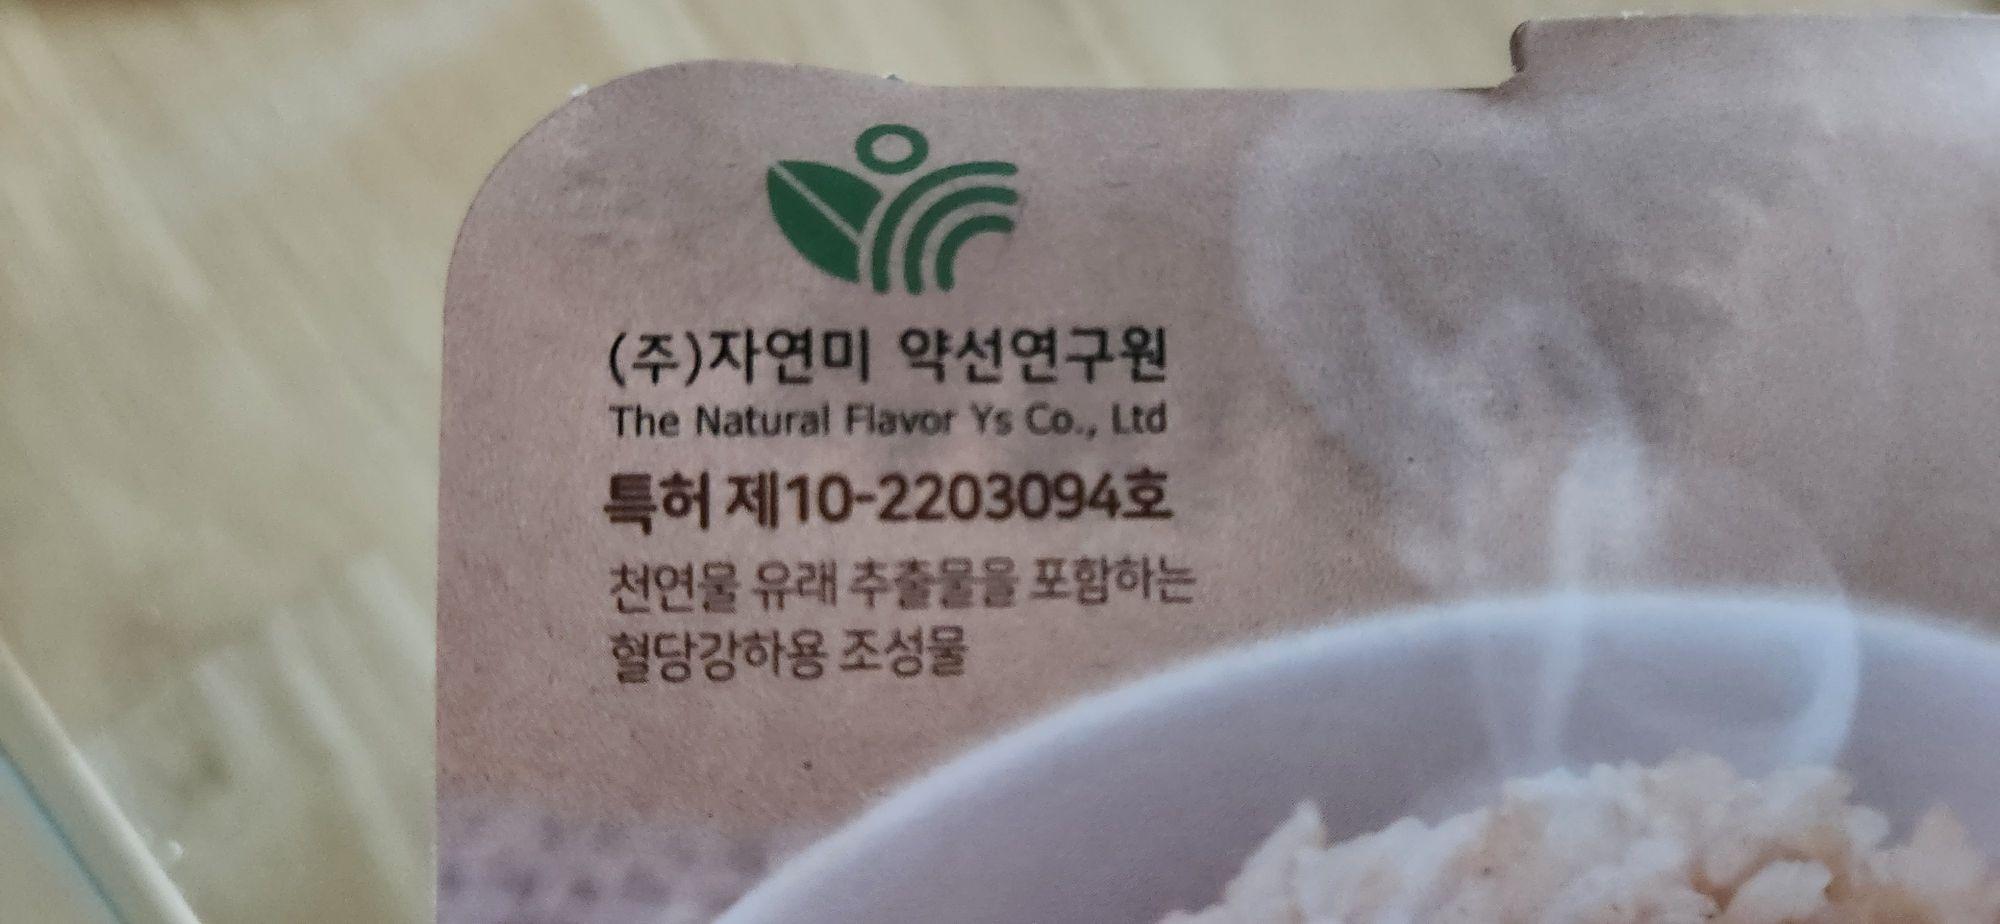 (주)자연미 약선연구원
The Natural Flavor Ys Co., Ltd
특허 제10-2203094호
천연물 유래 추출물을 포함하는
혈당강하용 조성물